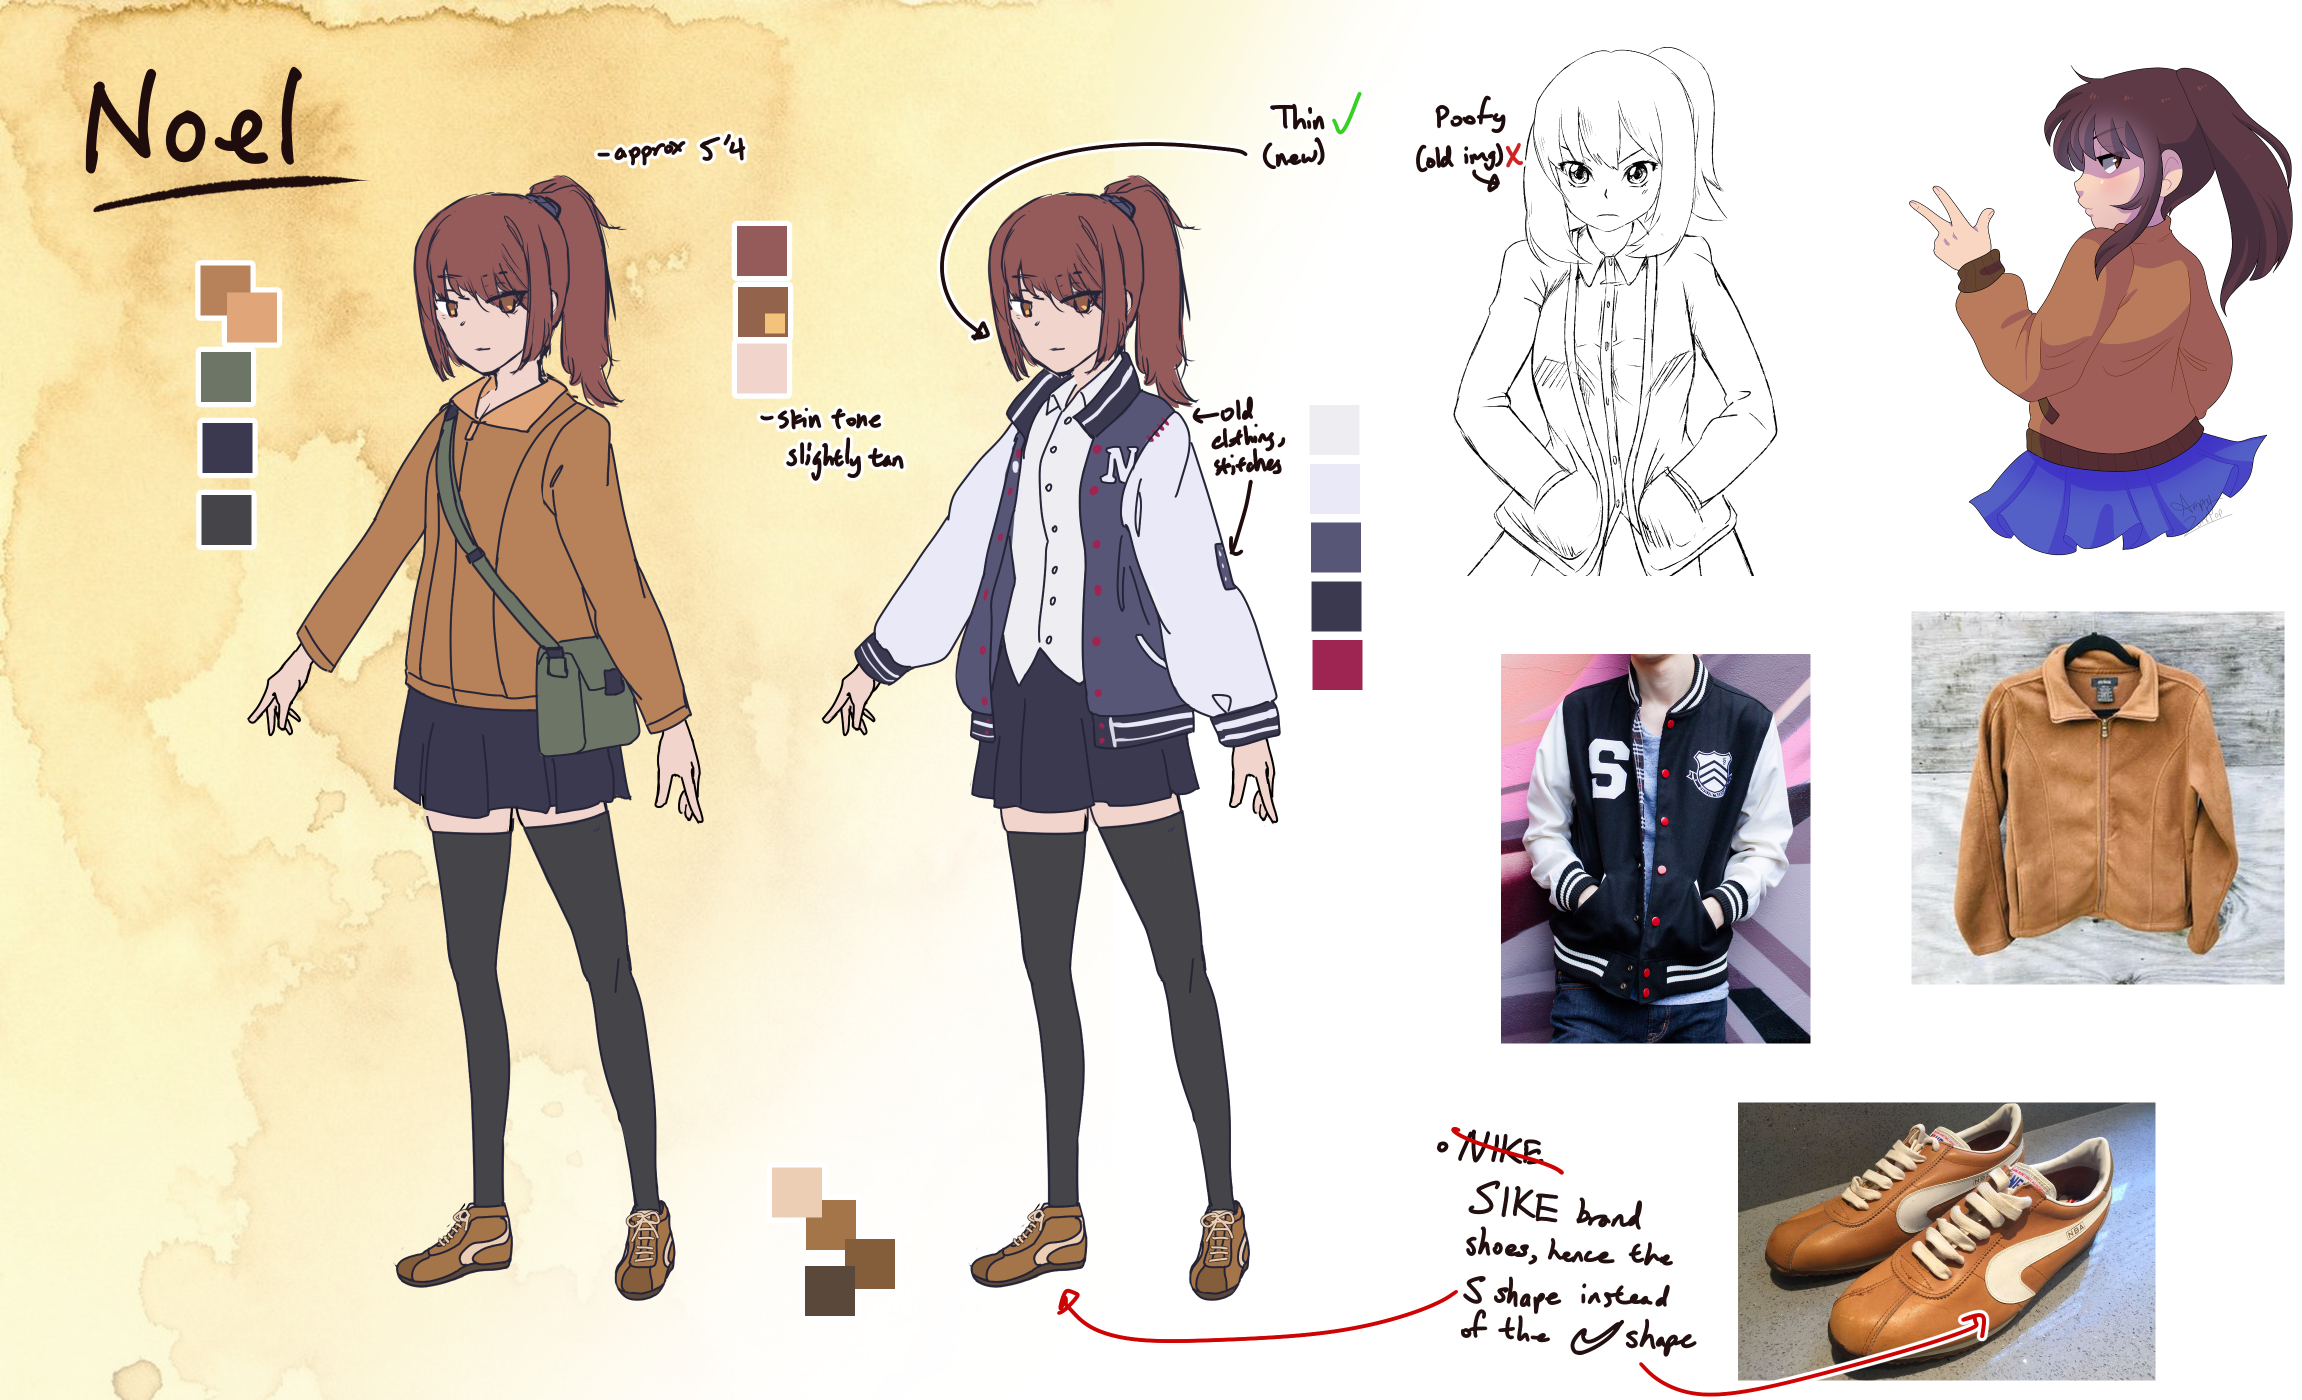 Noel
-approx 5'4
Thin
(new)
Poofy
(old img)
-skin tone
slightly tan
old
clothing,
stitches
N
S
NIKE
SIKE brand
shoes, hence the
S shape instead
of the shape
NBA